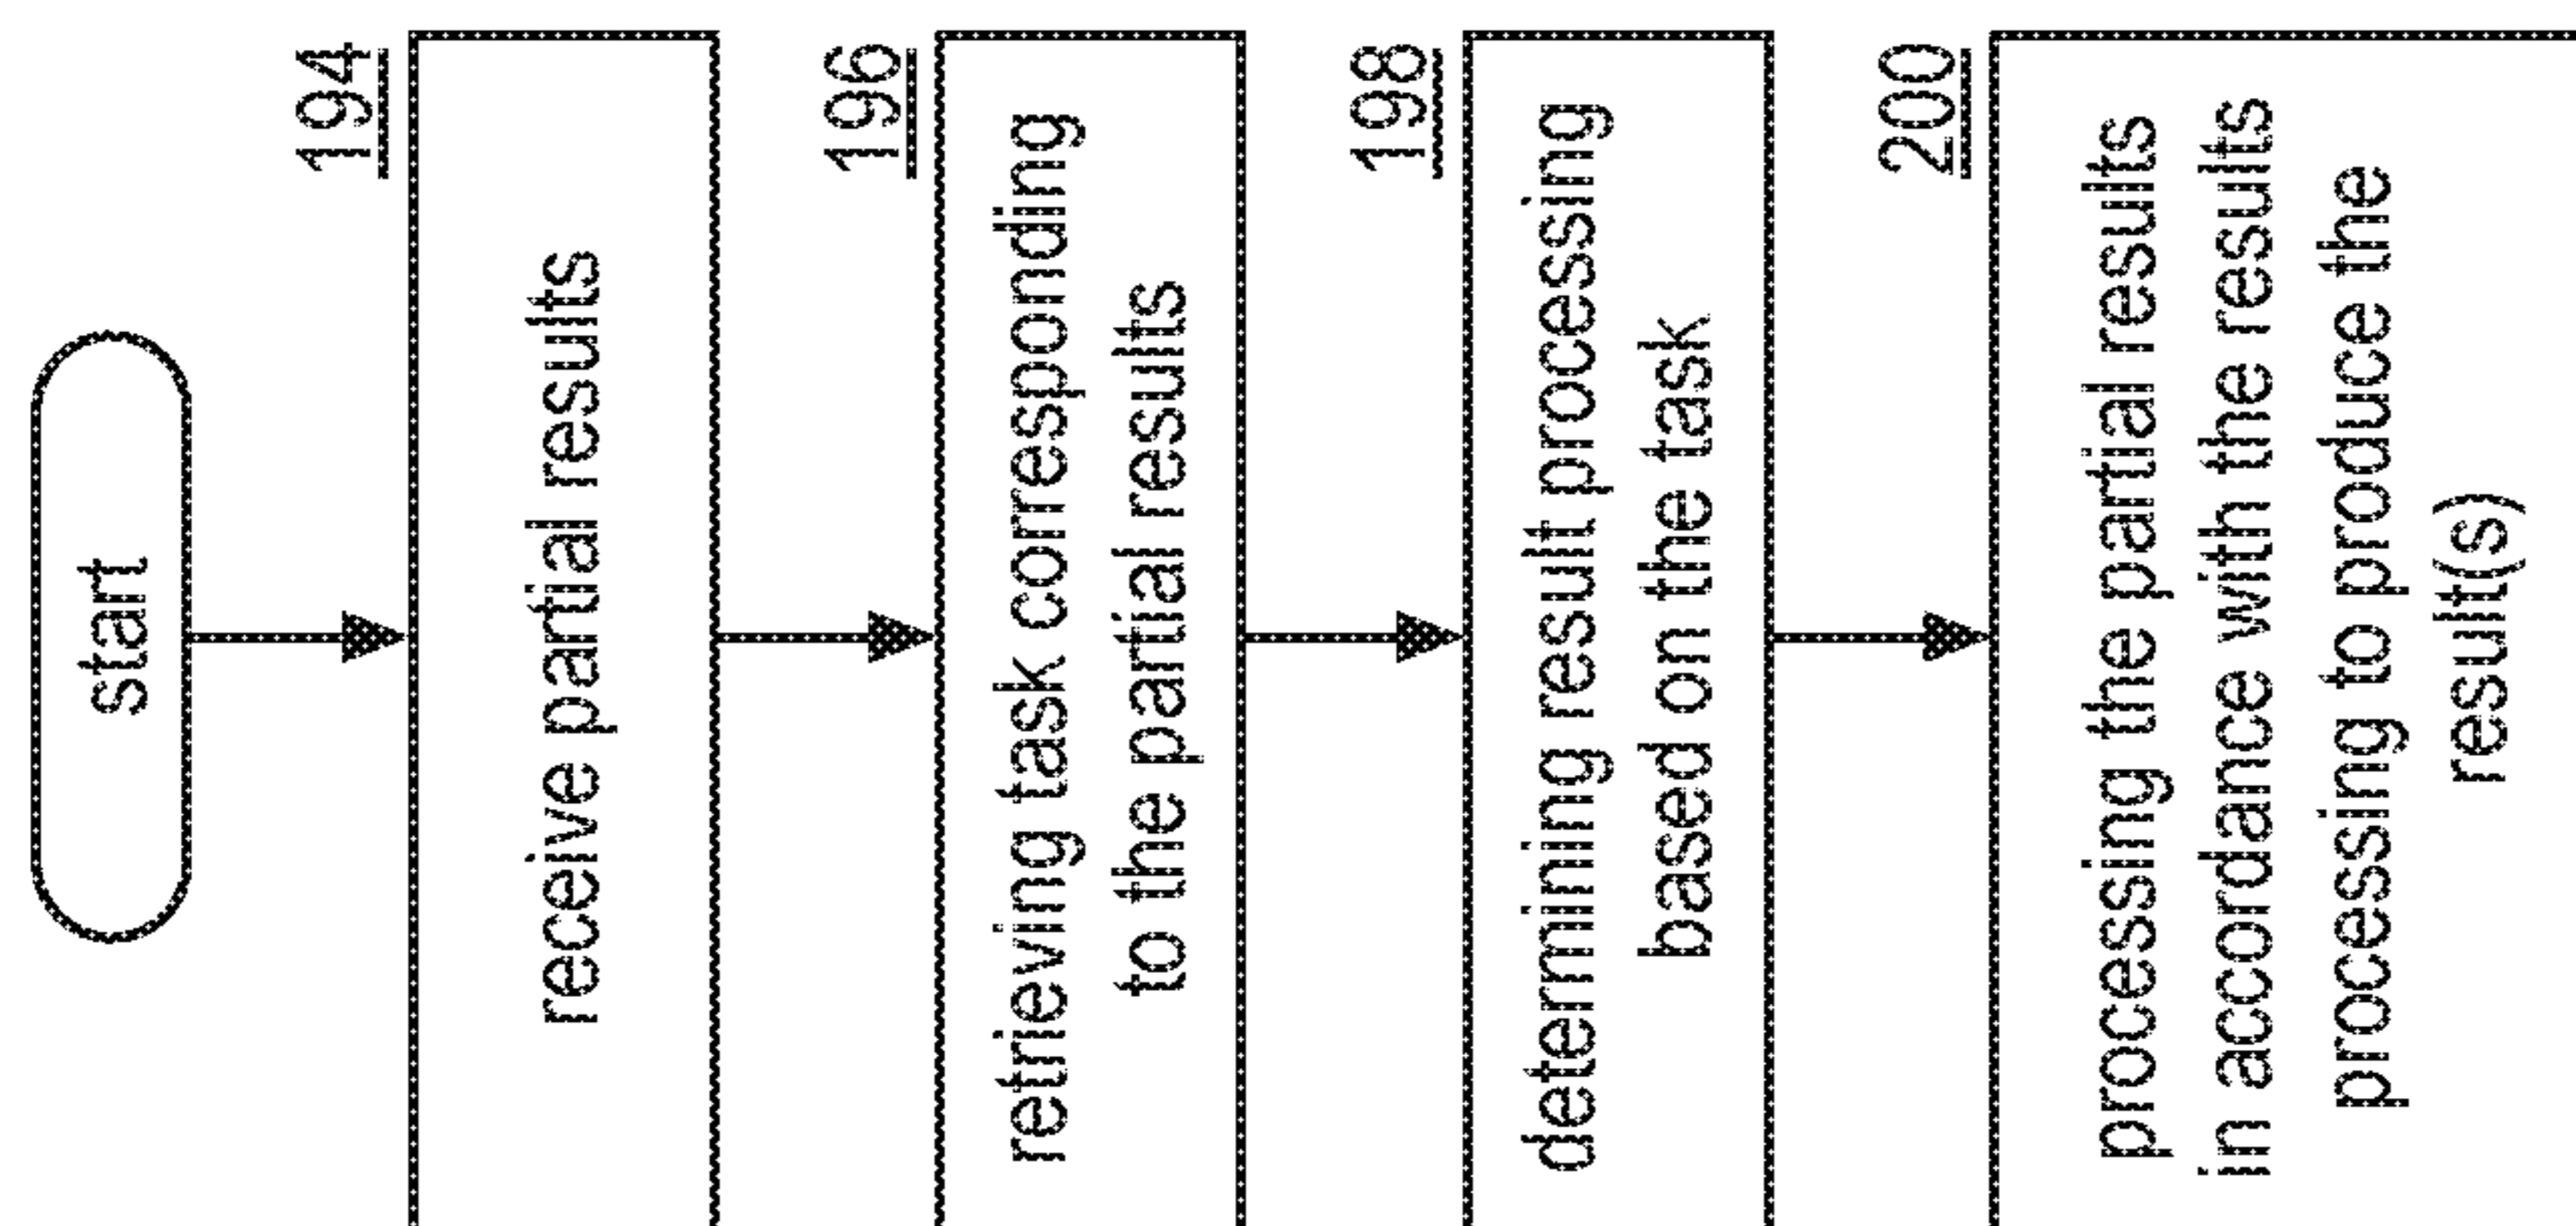 start
194
receive partial results
196
retrieving task corresponding
to the partial results
198
determining result processing
based on the task
200
processing the partial results
in accordance with the results
processing to produce the
result(s)